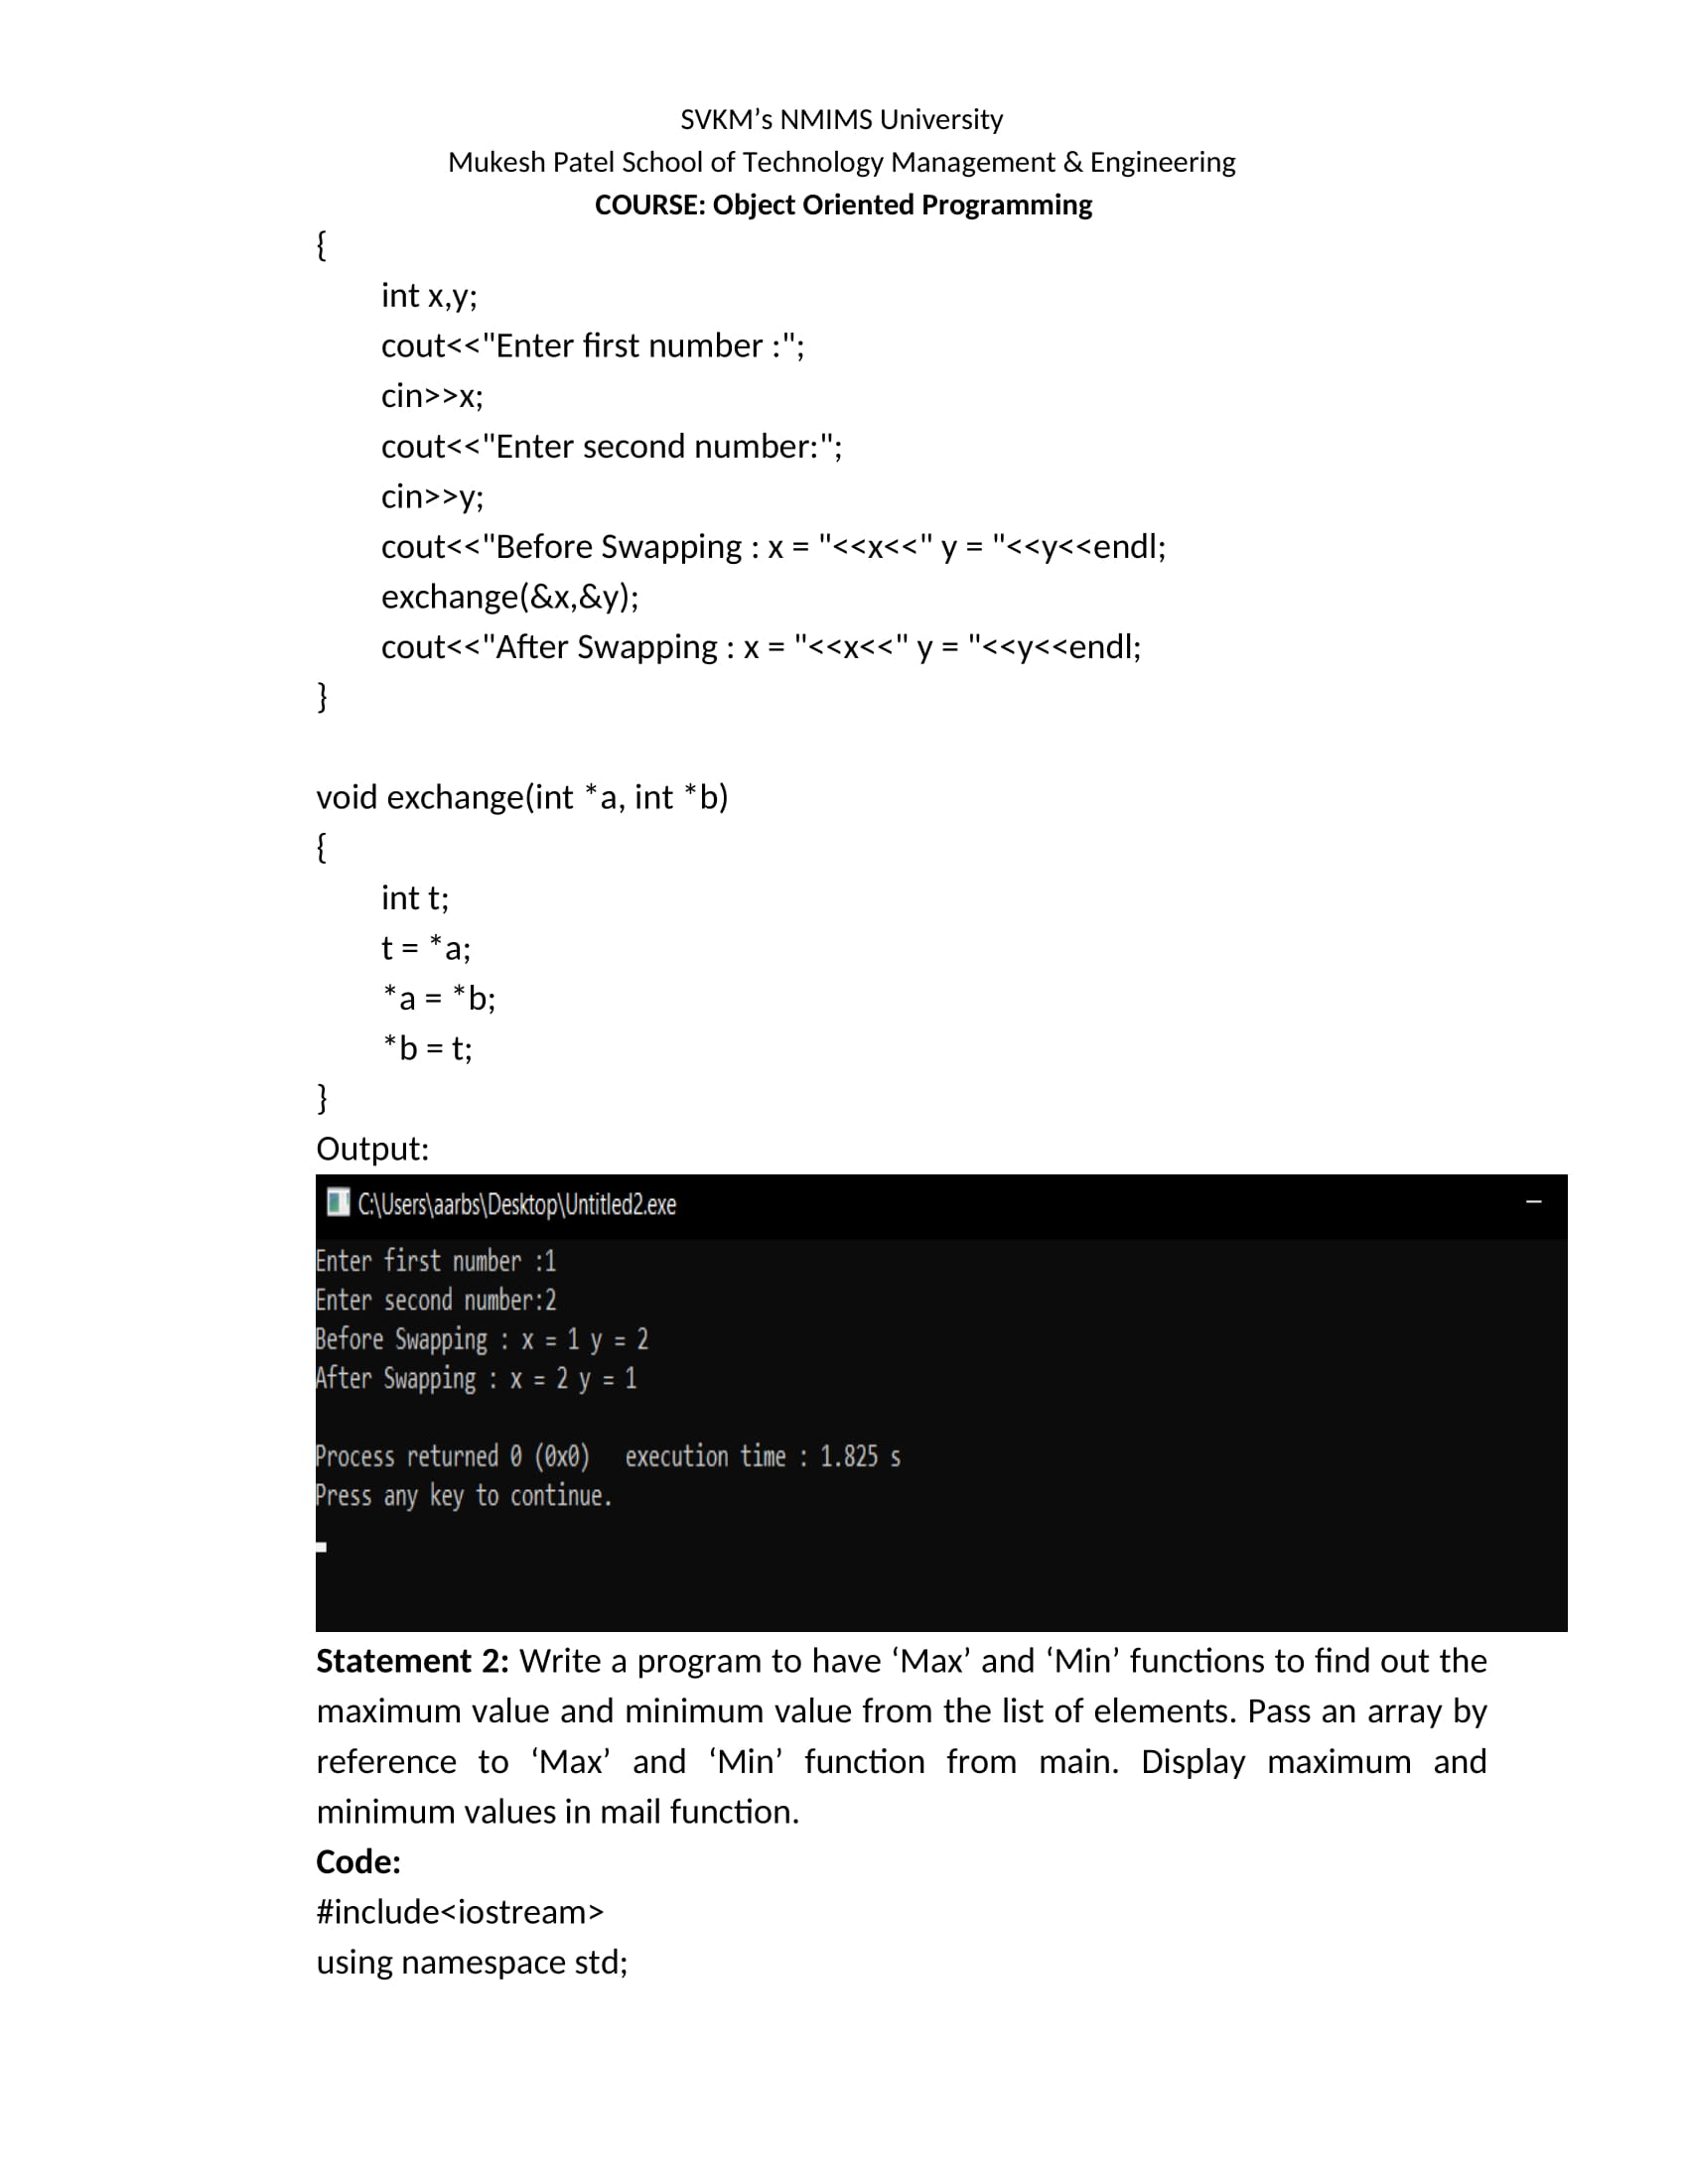 SVKM’s NMIMS University
Mukesh Patel School of Technology Management & Engineering
COURSE: Object Oriented Programming
{
int x,y;
cout<<"Enter first number :";
cin>>x;
cout<<"Enter second number:";
cin>>y;
cout<<"Before Swapping : x = "<<x<<" y = "<<y<<endl;
exchange(&x,&y);
cout<<"After Swapping : x = "<<x<<" y = "<<y<<endl;
}
void exchange(int *a, int *b)
{
int t;
t = *a;
*a = *b;
*b = t;
}
Output:
C:\Users\aarbs\Desktop\Untitled2.exe
Enter first number :1
Enter second number:2
Before Swapping : x = 1 y = 2
After Swapping : x = 2 y = 1
Process returned 0 (0x0)   execution time : 1.825 s
Press any key to continue.
Statement 2: Write a program to have ‘Max’ and ‘Min’ functions to find out the
maximum value and minimum value from the list of elements. Pass an array by
reference to ‘Max’ and ‘Min’ function from main. Display maximum and
minimum values in mail function.
Code:
#include<iostream>
using namespace std;